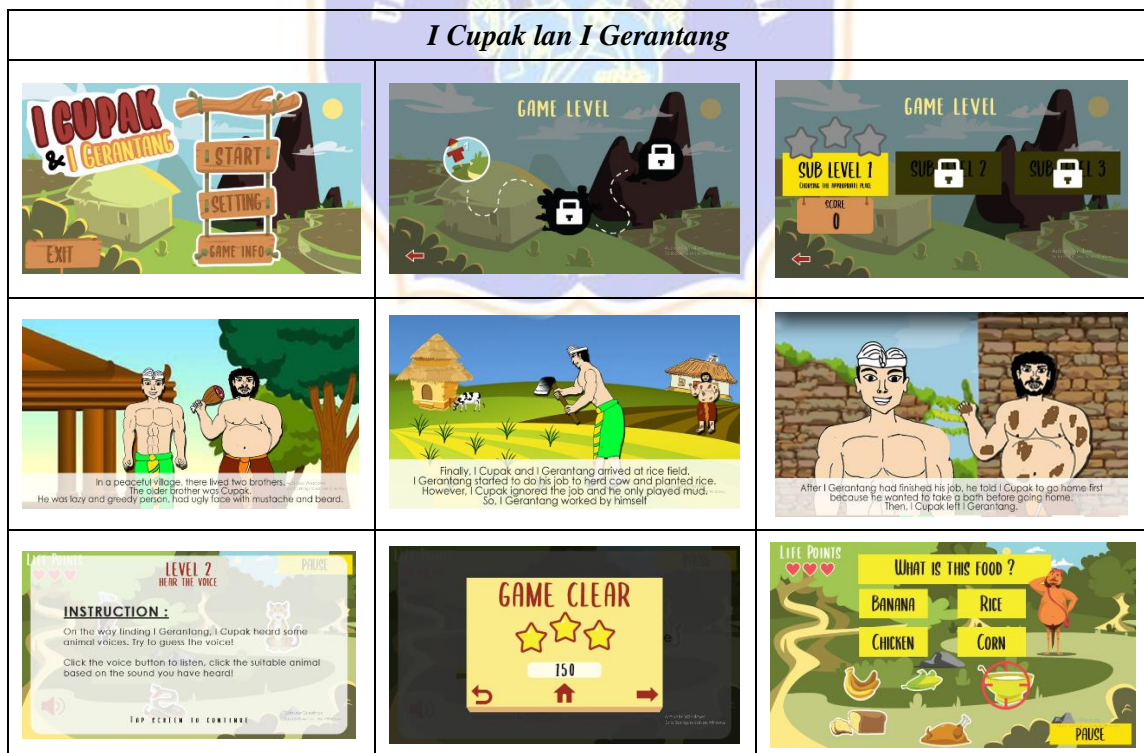 I Cupak lan I Gerantang
I CUPAK
& I GERANTANG
START
SETTING
GAME INFO
EXIT
GAME LEVEL
GAME LEVEL
SUB LEVEL 1
CHOOSING THE APPROPRIATE PLACE
SUB LEVEL 2
SUB LEVEL 3
SCORE
0
In a peaceful village, there lived two brothers.
The older brother was Cupak.
He was lazy and greedy person, had ugly face with mustache and beard.
Finally, I Cupak and I Gerantang arrived at rice field.
I Gerantang started to do his job to herd cow and planted rice.
However, I Cupak ignored the job and he only played mud.
So, I Gerantang worked by himself
After I Gerantang had finished his job, he told I Cupak to go home first
because he wanted to take a bath before going home.
Then, I Cupak left I Gerantang.
LIFE POINTS
PAUSE
LEVEL 2
HEAR THE VOICE
INSTRUCTION :
On the way finding I Gerantang, I Cupak heard some
animal voices. Try to guess the voice!
Click the voice button to listen, click the suitable animal
based on the sound you have heard!
TAP SCREEN TO CONTINUE
GAME CLEAR
150
LIFE POINTS
WHAT IS THIS FOOD ?
BANANA
RICE
CHICKEN
CORN
PAUSE